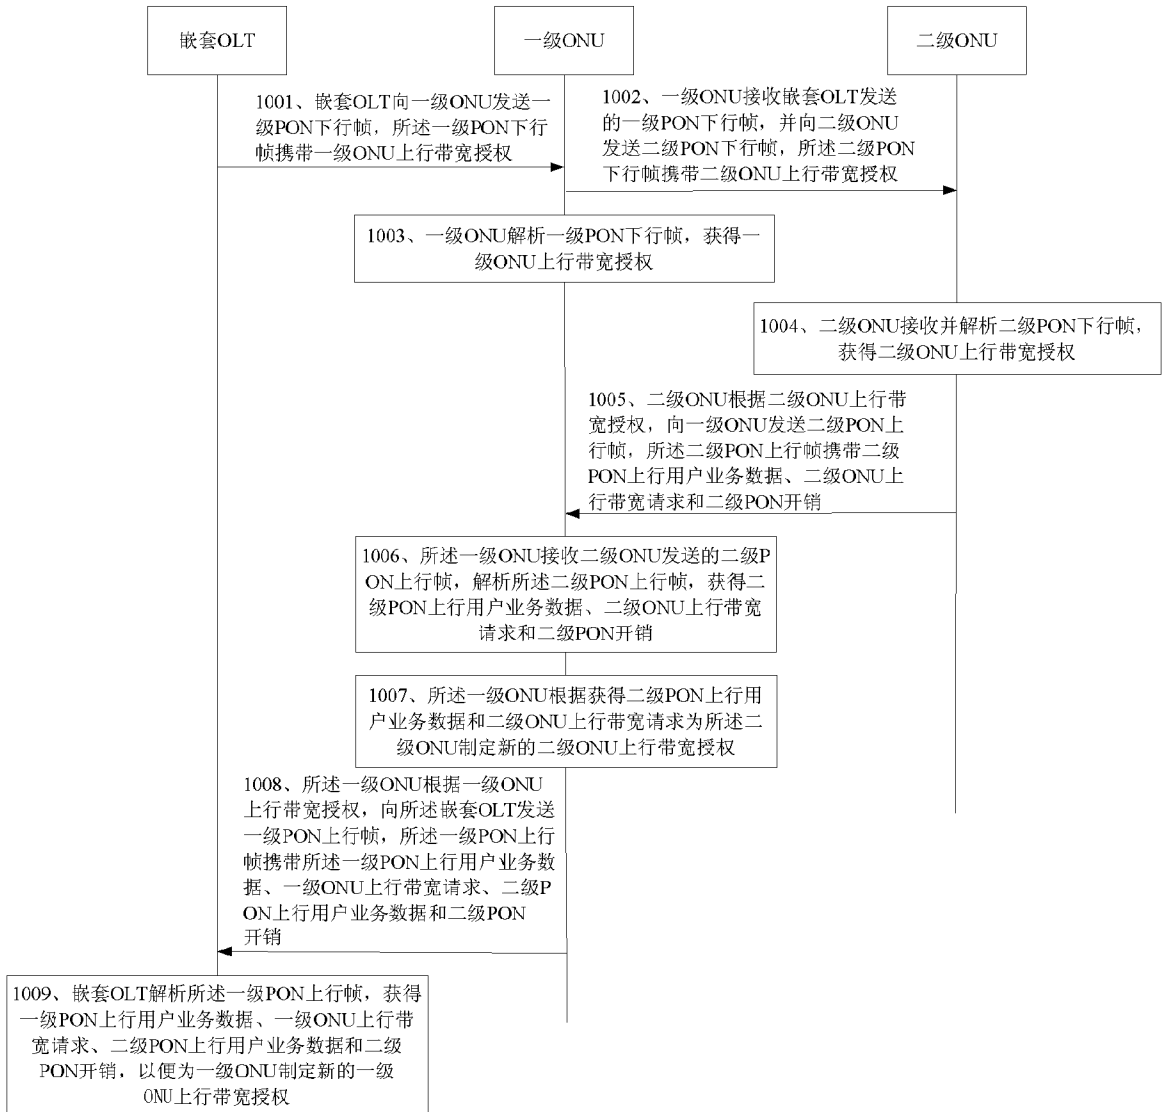 嵌套OLT
一级ONU
二级ONU
1001、嵌套OLT向一级ONU发送一
级PON下行帧，所述一级PON下行
帧携带一级ONU上行带宽授权
1002、一级ONU接收嵌套OLT发送
的一级PON下行帧，并向二级ONU
发送二级PON下行帧，所述二级PON
下行帧携带二级ONU上行带宽授权
1003、一级ONU解析一级PON下行帧，获得一
级ONU上行带宽授权
1004、二级ONU接收并解析二级PON下行帧，
获得二级ONU上行带宽授权
1005、二级ONU根据二级ONU上行带
宽授权，向一级ONU发送二级PON上
行帧，所述二级PON上行帧携带二级
PON上行用户业务数据、二级ONU上
行带宽请求和二级PON开销
1006、所述一级ONU接收二级ONU发送的二级P
ON上行帧，解析所述二级PON上行帧，获得二
级PON上行用户业务数据、二级ONU上行带宽
请求和二级PON开销
1007、所述一级ONU根据获得二级PON上行用
户业务数据和二级ONU上行带宽请求为所述二
级ONU制定新的二级ONU上行带宽授权
1008、所述一级ONU根据一级ONU
上行带宽授权，向所述嵌套OLT发送
一级PON上行帧，所述一级PON上行
帧携带所述一级PON上行用户业务数
据、一级ONU上行带宽请求、二级P
ON上行用户业务数据和二级PON
开销
1009、嵌套OLT解析所述一级PON上行帧，获得
一级PON上行用户业务数据、一级ONU上行带
宽请求、二级PON上行用户业务数据和二级
PON开销，以便为一级ONU制定新的一级
ONU上行带宽授权